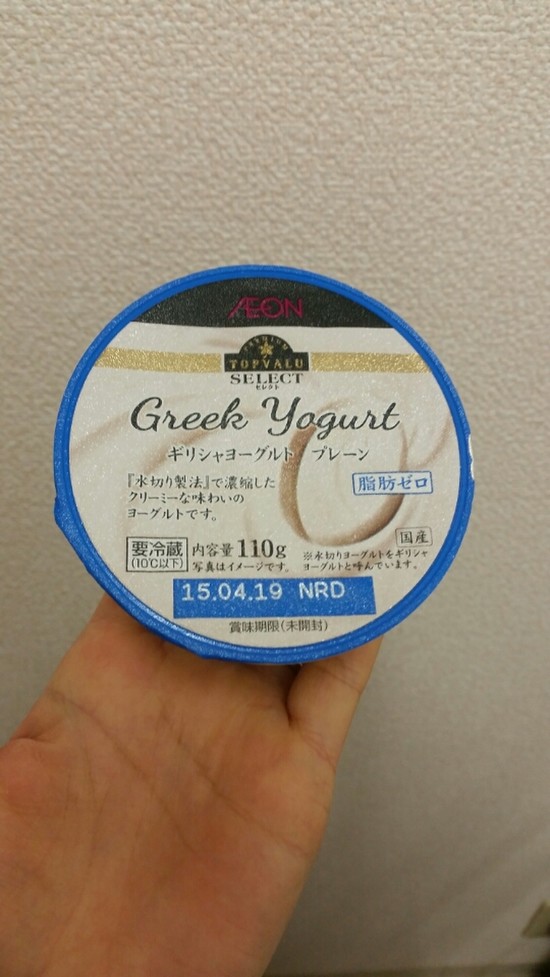 ÆON
PREMIUM
TOPVALU
SELECT
セレクト
Greek Yogurt
ギリシャヨーグルト プレーン
『水切り製法』で濃縮した
クリーミーな味わいの
ヨーグルトです。
脂肪ゼロ
国産
要冷蔵
(10℃以下)
内容量 110g
写真はイメージです。
※水切りヨーグルトをギリシャ
ヨーグルトと呼んでいます。
15.04.19 NRD
賞味期限(未開封)